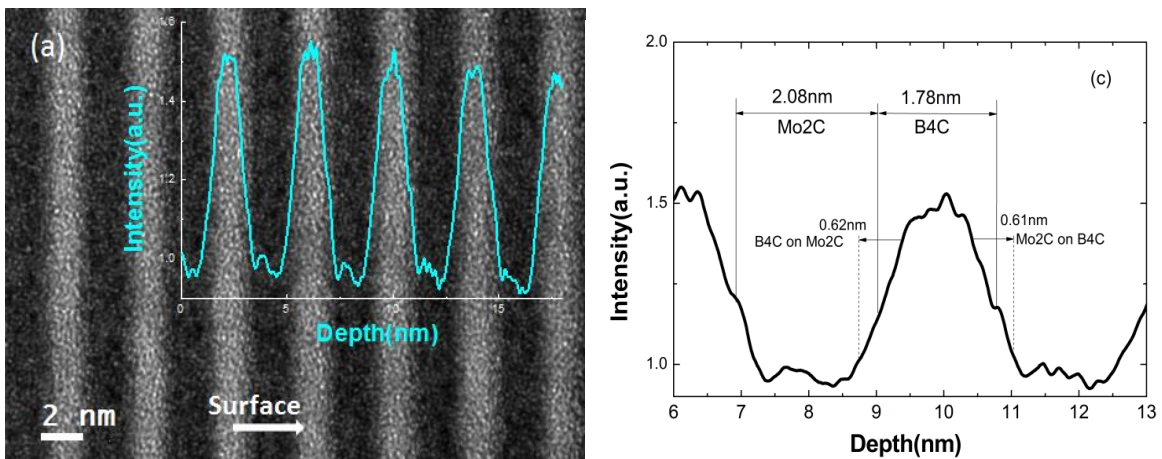 (a)
1.6
1.4
1.2
1.0
Intensity(a.u.)
0
5
10
15
Depth(nm)
2 nm
Surface
2.0
1.5
1.0
Intensity(a.u.)
(c)
2.08nm
1.78nm
Mo2C
B4C
0.62nm
B4C on Mo2C
0.61nm
Mo2C on B4C
6
7
8
9
10
11
12
13
Depth(nm)